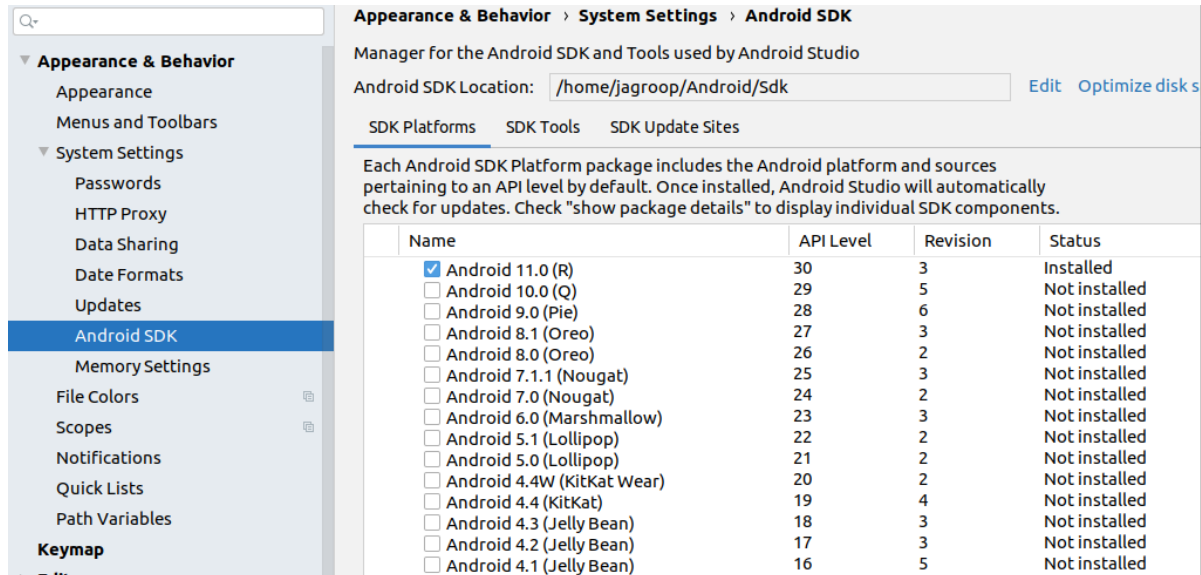 Appearance & Behavior
Appearance
Menus and Toolbars
System Settings
Passwords
HTTP Proxy
Data Sharing
Date Formats
Updates
Android SDK
Memory Settings
File Colors
Scopes
Notifications
Quick Lists
Path Variables
Keymap
Appearance & Behavior › System Settings › Android SDK
Manager for the Android SDK and Tools used by Android Studio
Android SDK Location: /home/jagroop/Android/Sdk Edit Optimize disk s
SDK Platforms SDK Tools SDK Update Sites
Each Android SDK Platform package includes the Android platform and sources
pertaining to an API level by default. Once installed, Android Studio will automatically
check for updates. Check "show package details" to display individual SDK components.
Name API Level Revision Status
Android 11.0 (R) 30 3 Installed
Android 10.0 (Q) 29 5 Not installed
Android 9.0 (Pie) 28 6 Not installed
Android 8.1 (Oreo) 27 3 Not installed
Android 8.0 (Oreo) 26 2 Not installed
Android 7.1.1 (Nougat) 25 3 Not installed
Android 7.0 (Nougat) 24 2 Not installed
Android 6.0 (Marshmallow) 23 3 Not installed
Android 5.1 (Lollipop) 22 2 Not installed
Android 5.0 (Lollipop) 21 2 Not installed
Android 4.4W (KitKat Wear) 20 2 Not installed
Android 4.4 (KitKat) 19 4 Not installed
Android 4.3 (Jelly Bean) 18 3 Not installed
Android 4.2 (Jelly Bean) 17 3 Not installed
Android 4.1 (Jelly Bean) 16 5 Not installed